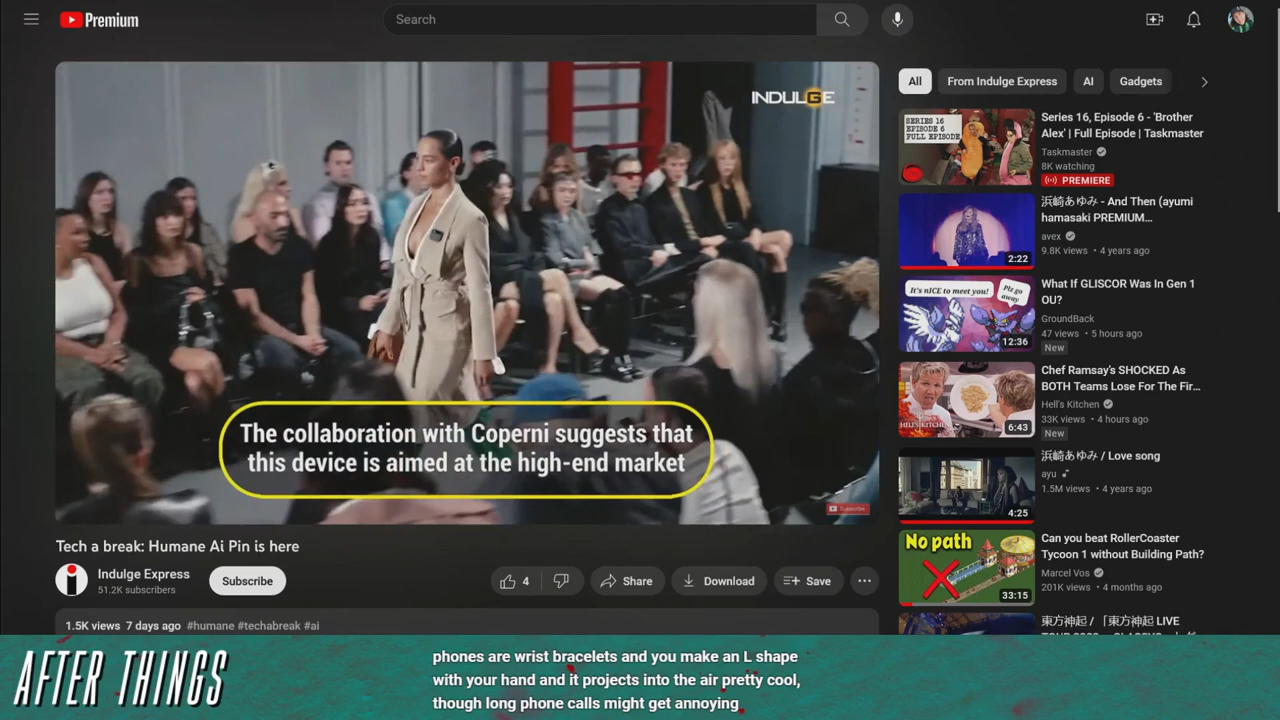 Premium
Search
INDULGE
The collaboration with Coperni suggests that
this device is aimed at the high-end market
Subscribe
Tech a break: Humane Ai Pin is here
Indulge Express
51.2K subscribers
Subscribe
4
Share
Download
Save
1.5K views 7 days ago #humane #techabreak #ai
All
From Indulge Express
AI
Gadgets
SERIES 16
EPISODE 6
FULL EPISODE
Series 16, Episode 6 - 'Brother
Alex' | Full Episode | Taskmaster
Taskmaster
8K watching
PREMIERE
2:22
浜崎あゆみ - And Then (ayumi
hamasaki PREMIUM...
avex
9.8K views • 4 years ago
It's nICE to meet you!
Plz go
away
12:36
What If GLISCOR Was In Gen 1
OU?
GroundBack
47 views • 5 hours ago
New
HELL'S KITCHEN
6:43
Chef Ramsay's SHOCKED As
BOTH Teams Lose For The Fir...
Hell's Kitchen
33K views • 4 hours ago
New
4:25
浜崎あゆみ / Love song
ayu
1.5M views • 4 years ago
No path
33:15
Can you beat RollerCoaster
Tycoon 1 without Building Path?
Marcel Vos
201K views • 4 months ago
東方神起 / 「東方神起 LIVE
AFTER THINGS
phones are wrist bracelets and you make an L shape
with your hand and it projects into the air pretty cool,
though long phone calls might get annoying